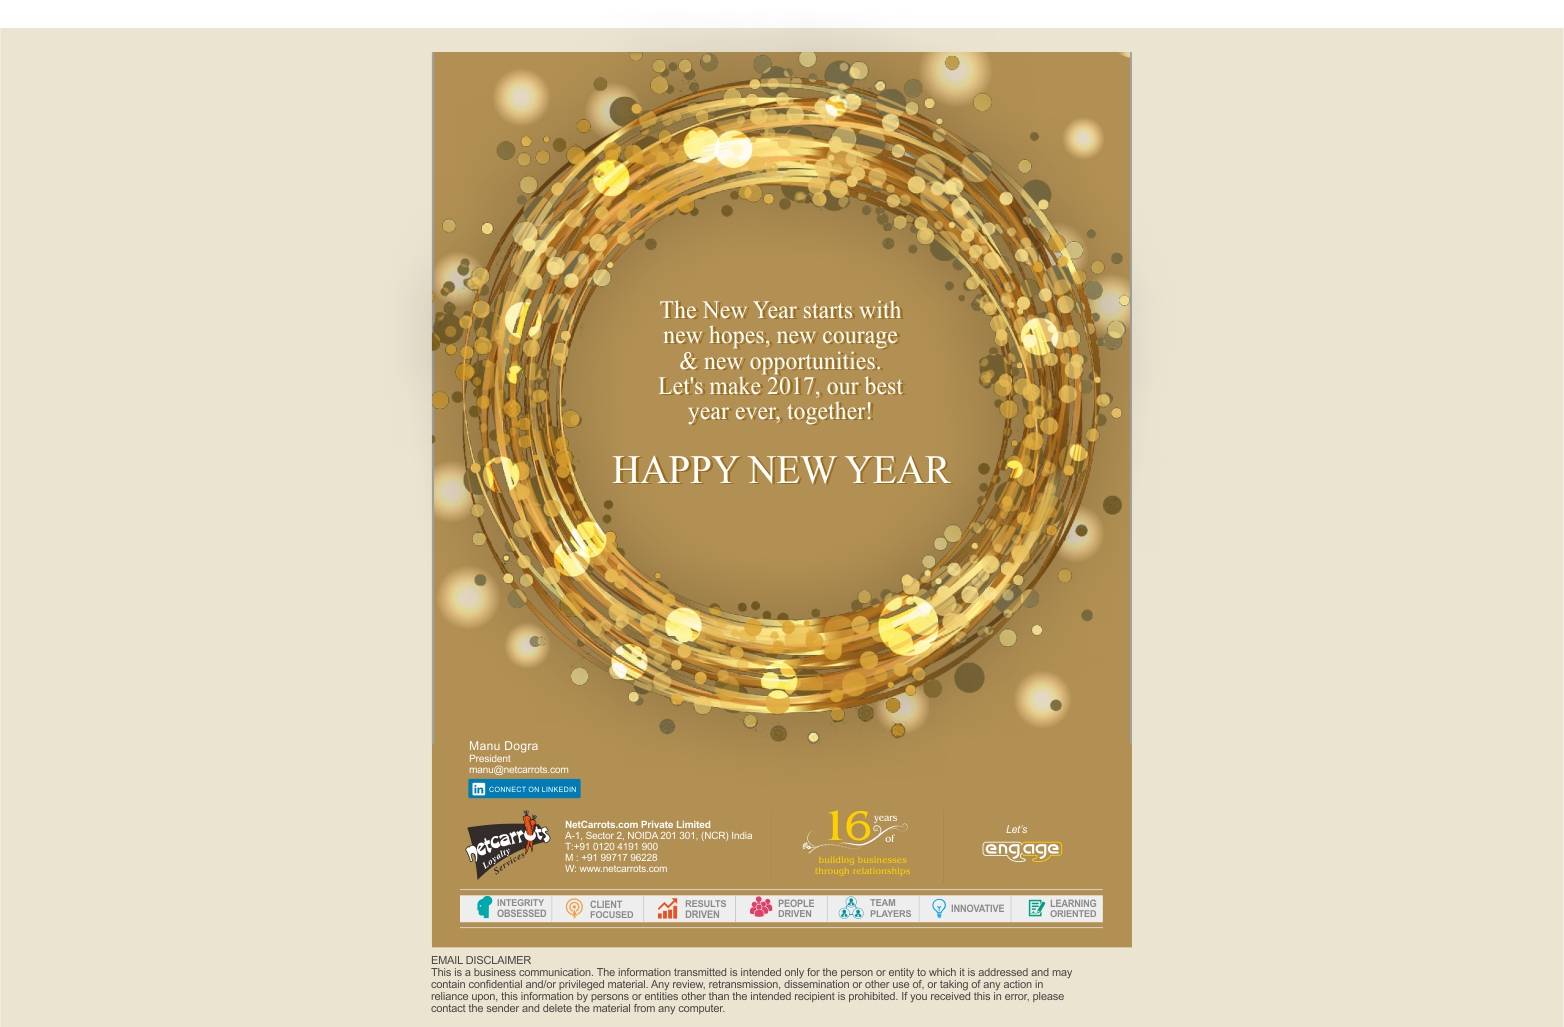 The New Year starts with
new hopes, new courage
& new opportunities.
Let's make 2017, our best
year ever, together!
HAPPY NEW YEAR
Manu Dogra
President
manu@netcarrots.com
in CONNECT ON LINKEDIN
netcarrots
Loyalty
Services
NetCarrots.com Private Limited
A-1, Sector 2, NOIDA 201 301, (NCR) India
T:+91 0120 4191 900
M : +91 99717 96228
W: www.netcarrots.com
16 years
of
building businesses
through relationships
Let's
engage
INTEGRITY
OBSESSED
CLIENT
FOCUSED
RESULTS
DRIVEN
PEOPLE
DRIVEN
TEAM
PLAYERS
INNOVATIVE
LEARNING
ORIENTED
EMAIL DISCLAIMER
This is a business communication. The information transmitted is intended only for the person or entity to which it is addressed and may
contain confidential and/or privileged material. Any review, retransmission, dissemination or other use of, or taking of any action in
reliance upon, this information by persons or entities other than the intended recipient is prohibited. If you received this in error, please
contact the sender and delete the material from any computer.